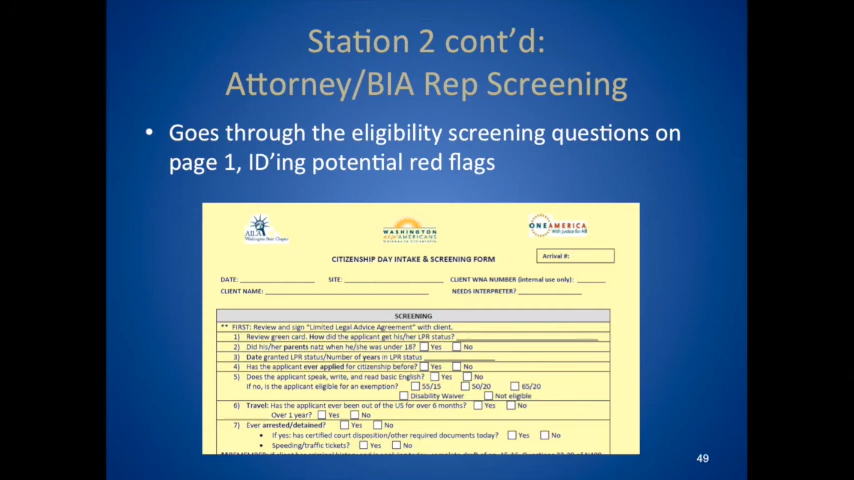 Station 2 cont'd:
Attorney/BIA Rep Screening
• Goes through the eligibility screening questions on
page 1, ID'ing potential red flags
AILA
Washington State Chapter
WASHINGTON
NEW AMERICANS
ONEAMERICA
With Justice for All
Arrival #:
CITIZENSHIP DAY INTAKE & SCREENING FORM
DATE: SITE: CLIENT WNA NUMBER (internal use only):
CLIENT NAME: NEEDS INTERPRETER?
SCREENING
** FIRST: Review and sign "Limited Legal Advice Agreement" with client.
1) Review green card. How did the applicant get his/her LPR status?
2) Did his/her parents natz when he/she was under 18? Yes No
3) Date granted LPR status/Number of years in LPR status
4) Has the applicant ever applied for citizenship before? Yes No
5) Does the applicant speak, write, and read basic English? Yes No
If no, is the applicant eligible for an exemption? 55/15 50/20 65/20
Disability Waiver Not eligible
6) Travel: Has the applicant ever been out of the US for over 6 months? Yes No
Over 1 year? Yes No
7) Ever arrested/detained? Yes No
• If yes: has certified court disposition/other required documents today? Yes No
• Speeding/traffic tickets? Yes No
49